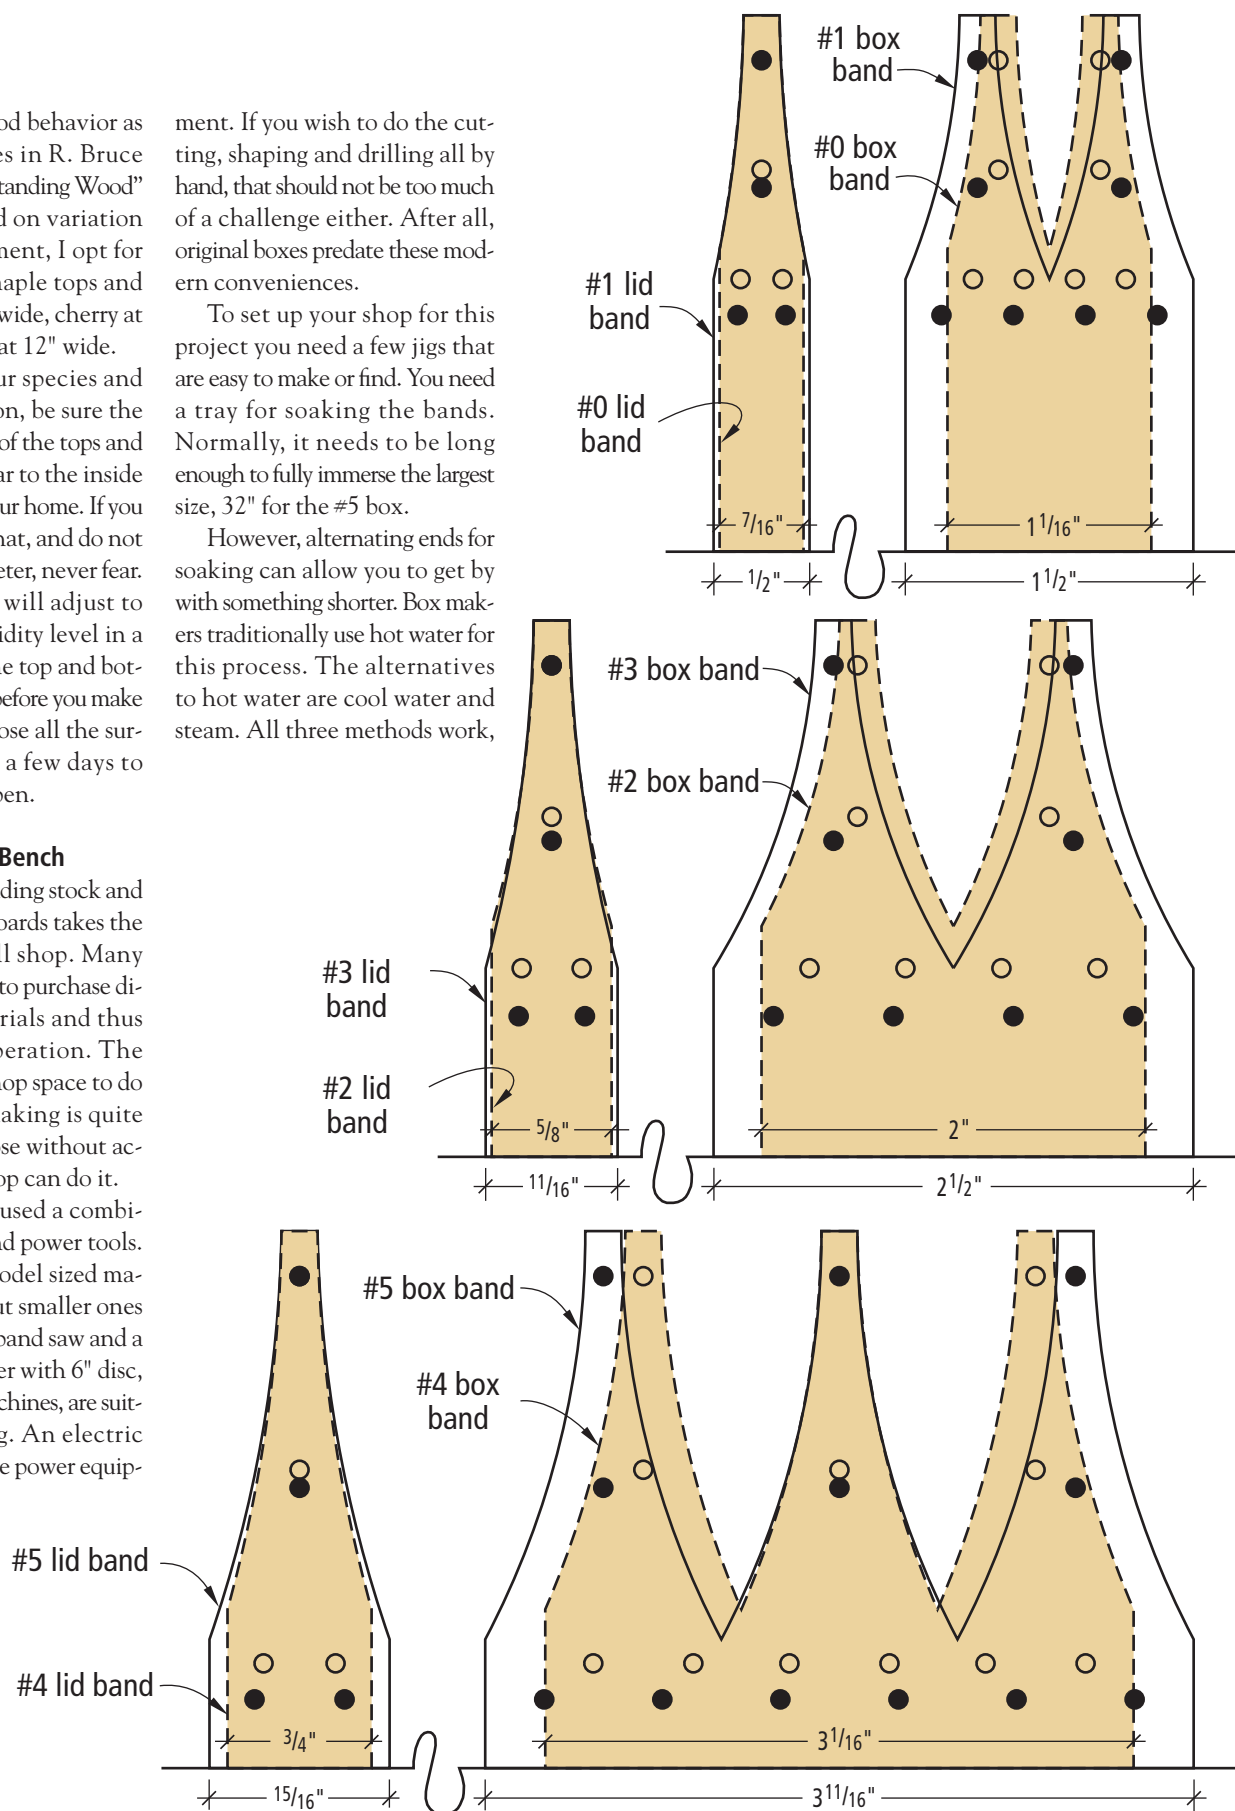 od behavior as
es in R. Bruce
tanding Wood”
d on variation
ment, I opt for
naple tops and
wide, cherry at
at 12" wide.
ur species and
on, be sure the
of the tops and
ar to the inside
ur home. If you
hat, and do not
eter, never fear.
will adjust to
idity level in a
ne top and bot-
before you make
ose all the sur-
a few days to
pen.
Bench
ding stock and
oards takes the
ll shop. Many
to purchase di-
rials and thus
peration. The
hop space to do
aking is quite
ose without ac-
op can do it.
used a combi-
nd power tools.
odel sized ma-
ut smaller ones
band saw and a
er with 6" disc,
chines, are suit-
g. An electric
e power equip-
ment. If you wish to do the cut-
ting, shaping and drilling all by
hand, that should not be too much
of a challenge either. After all,
original boxes predate these mod-
ern conveniences.
To set up your shop for this
project you need a few jigs that
are easy to make or find. You need
a tray for soaking the bands.
Normally, it needs to be long
enough to fully immerse the largest
size, 32" for the #5 box.
However, alternating ends for
soaking can allow you to get by
with something shorter. Box mak-
ers traditionally use hot water for
this process. The alternatives
to hot water are cool water and
steam. All three methods work,
#1 box
band
#0 box
band
#1 lid
band
#0 lid
band
7/16"
1 1/16"
1/2"
1 1/2"
#3 box band
#2 box band
#3 lid
band
#2 lid
band
5/8"
2"
11/16"
2 1/2"
#5 box band
#4 box
band
#5 lid band
#4 lid band
3/4"
3 1/16"
15/16"
3 11/16"